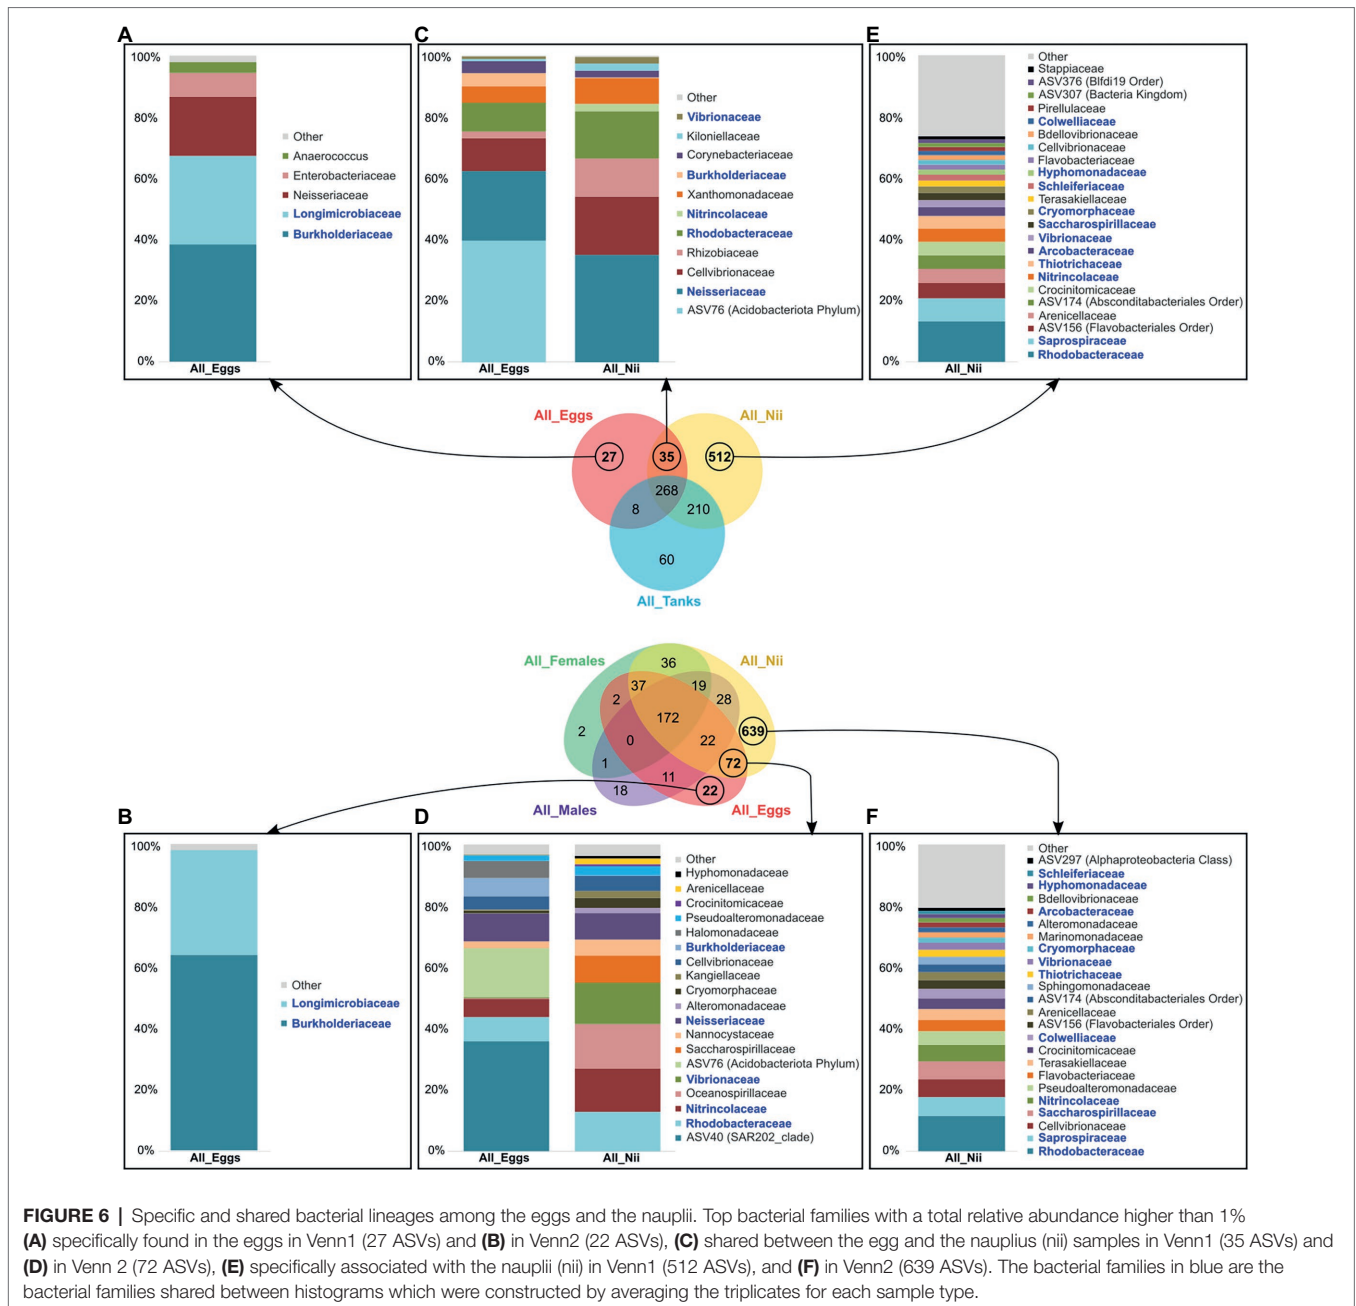 A
100%
80%
60%
40%
20%
0%
All_Eggs
Other
Anaerococcus
Enterobacteriaceae
Neisseriaceae
Longimicrobiaceae
Burkholderiaceae
C
100%
80%
60%
40%
20%
0%
All_Eggs
All_Nii
Other
Vibrionaceae
Kiloniellaceae
Corynebacteriaceae
Burkholderiaceae
Xanthomonadaceae
Nitrincolaceae
Rhodobacteraceae
Rhizobiaceae
Cellvibrionaceae
Neisseriaceae
ASV76 (Acidobacteriota Phylum)
E
100%
80%
60%
40%
20%
0%
All_Nii
Other
Stappiaceae
ASV376 (Blfdi19 Order)
ASV307 (Bacteria Kingdom)
Pirellulaceae
Colwelliaceae
Bdellovibrionaceae
Cellvibrionaceae
Flavobacteriaceae
Hyphomonadaceae
Schleiferiaceae
Terasakiellaceae
Cryomorphaceae
Saccharospirillaceae
Vibrionaceae
Arcobacteraceae
Thiotrichaceae
Nitrincolaceae
Crocinitomicaceae
ASV174 (Absconditabacteriales Order)
Arenicellaceae
ASV156 (Flavobacteriales Order)
Saprospiraceae
Rhodobacteraceae
All_Eggs
All_Nii
27
35
512
268
8
210
60
All_Tanks
All_Females
All_Nii
36
37
19
2
28
172
2
639
0
22
1
72
11
18
22
All_Males
All_Eggs
B
100%
80%
60%
40%
20%
0%
All_Eggs
Other
Longimicrobiaceae
Burkholderiaceae
D
100%
80%
60%
40%
20%
0%
All_Eggs
All_Nii
Other
Hyphomonadaceae
Arenicellaceae
Crocinitomicaceae
Pseudoalteromonadaceae
Halomonadaceae
Burkholderiaceae
Cellvibrionaceae
Kangiellaceae
Cryomorphaceae
Alteromonadaceae
Neisseriaceae
Nannocystaceae
Saccharospirillaceae
ASV76 (Acidobacteriota Phylum)
Vibrionaceae
Oceanospirillaceae
Nitrincolaceae
Rhodobacteraceae
ASV40 (SAR202_clade)
F
100%
80%
60%
40%
20%
0%
All_Nii
Other
ASV297 (Alphaproteobacteria Class)
Schleiferiaceae
Hyphomonadaceae
Bdellovibrionaceae
Arcobacteraceae
Alteromonadaceae
Marinomonadaceae
Cryomorphaceae
Vibrionaceae
Thiotrichaceae
Sphingomonadaceae
ASV174 (Absconditabacteriales Order)
Arenicellaceae
ASV156 (Flavobacteriales Order)
Colwelliaceae
Crocinitomicaceae
Terasakiellaceae
Flavobacteriaceae
Pseudoalteromonadaceae
Nitrincolaceae
Saccharospirillaceae
Cellvibrionaceae
Saprospiraceae
Rhodobacteraceae
FIGURE 6 | Specific and shared bacterial lineages among the eggs and the nauplii. Top bacterial families with a total relative abundance higher than 1%
(A) specifically found in the eggs in Venn1 (27 ASVs) and (B) in Venn2 (22 ASVs), (C) shared between the egg and the nauplius (nii) samples in Venn1 (35 ASVs) and
(D) in Venn 2 (72 ASVs), (E) specifically associated with the nauplii (nii) in Venn1 (512 ASVs), and (F) in Venn2 (639 ASVs). The bacterial families in blue are the
bacterial families shared between histograms which were constructed by averaging the triplicates for each sample type.